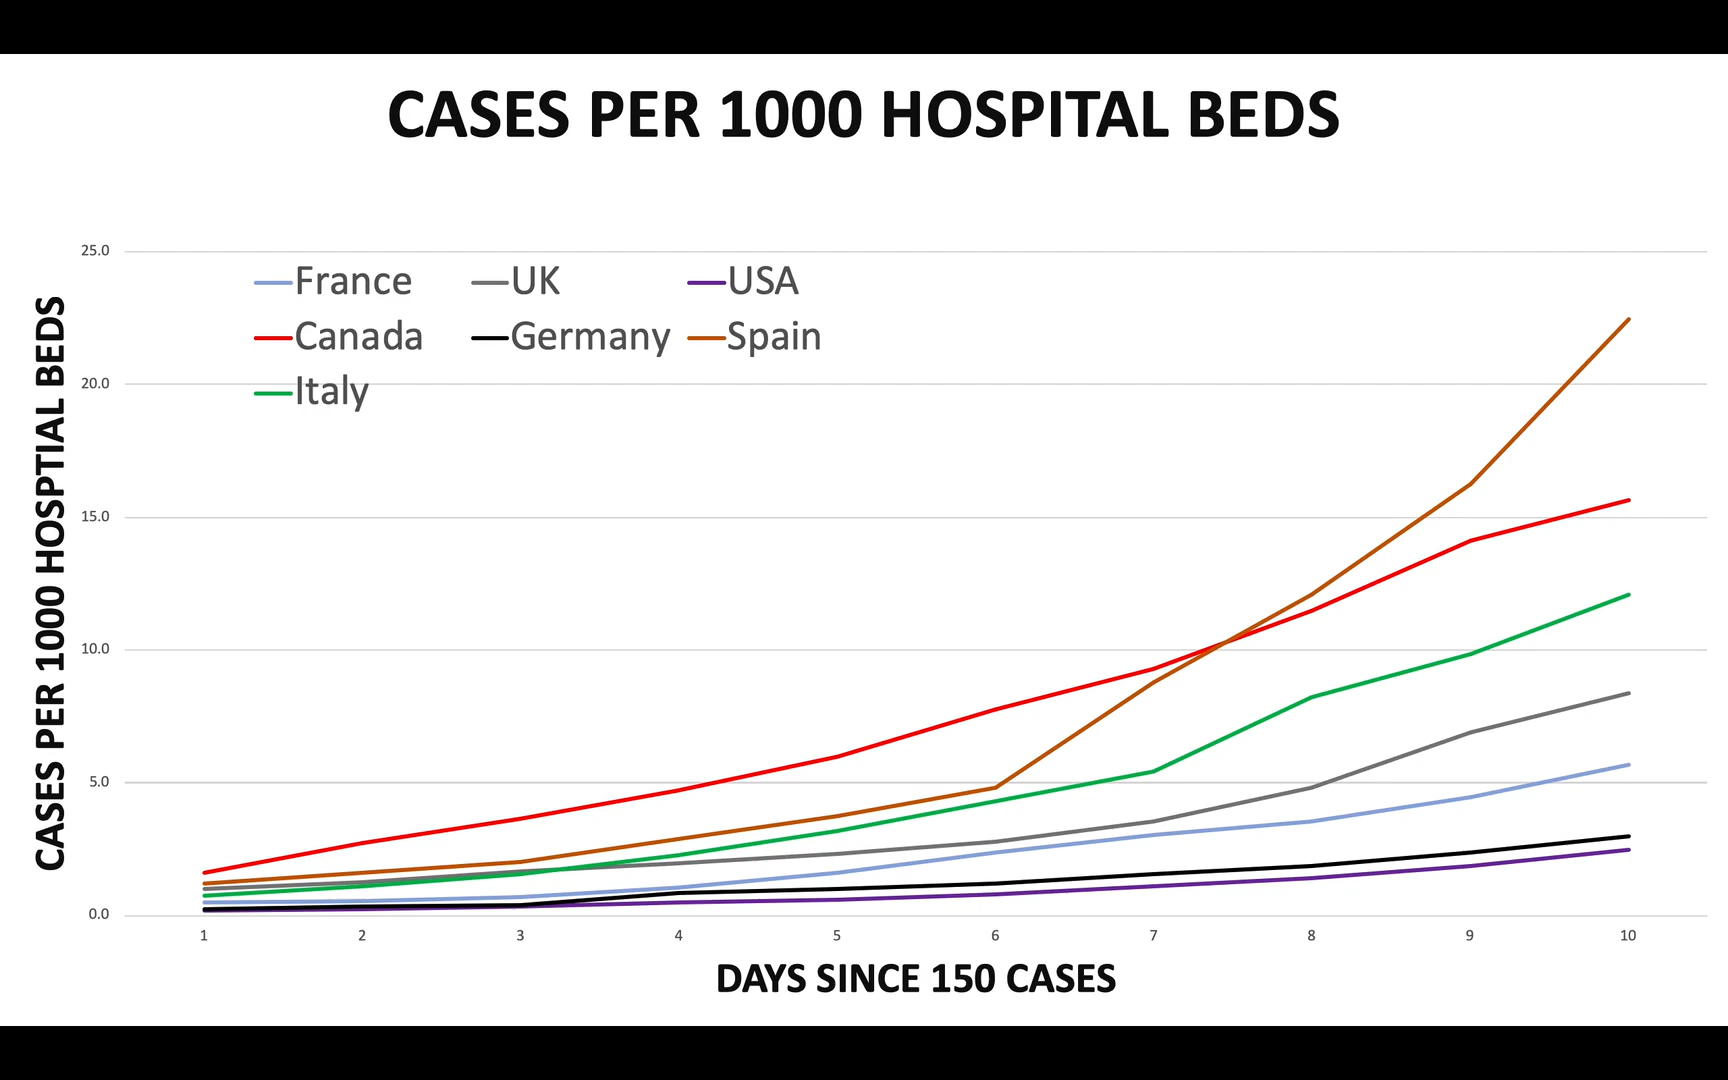 CASES PER 1000 HOSPITAL BEDS
CASES PER 1000 HOSPTIAL BEDS
25.0
20.0
15.0
10.0
5.0
0.0
France UK USA
Canada Germany Spain
Italy
1 2 3 4 5 6 7 8 9 10
DAYS SINCE 150 CASES